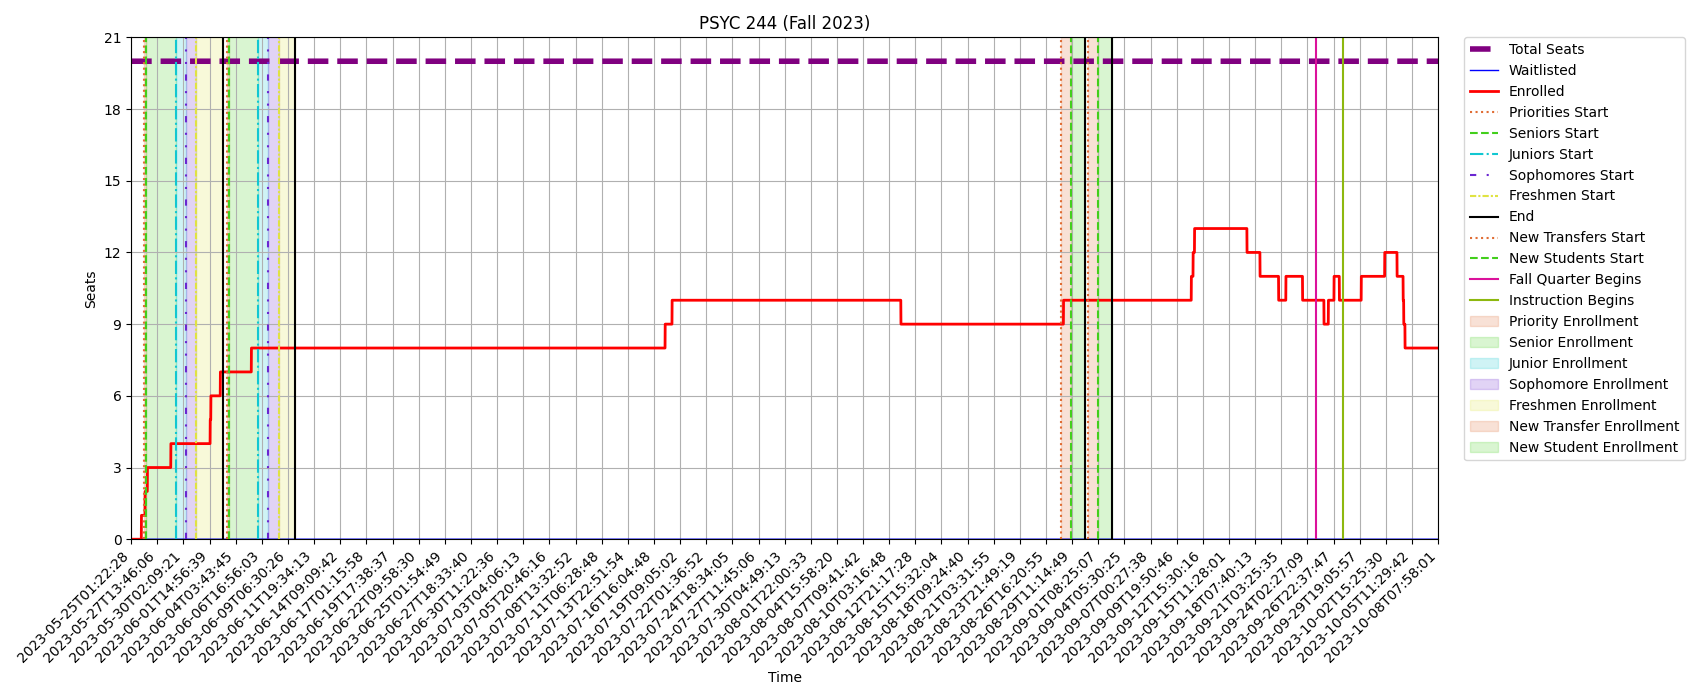 PSYC 244 (Fall 2023)
21
18
15
12
9
6
3
0
Seats
2023-05-25T01:22:28
2023-05-27T13:46:06
2023-05-30T02:09:21
2023-06-01T14:56:39
2023-06-04T03:43:45
2023-06-06T16:56:03
2023-06-09T06:30:26
2023-06-11T19:34:13
2023-06-14T09:09:42
2023-06-17T01:15:58
2023-06-19T17:38:37
2023-06-22T09:58:30
2023-06-25T01:54:49
2023-06-27T18:33:40
2023-06-30T11:22:36
2023-07-03T04:06:13
2023-07-05T20:46:16
2023-07-08T13:32:52
2023-07-11T06:28:48
2023-07-13T22:51:54
2023-07-16T16:04:48
2023-07-19T09:05:02
2023-07-22T01:36:52
2023-07-24T18:34:05
2023-07-27T11:45:06
2023-07-30T04:49:13
2023-08-01T22:00:33
2023-08-04T15:58:20
2023-08-07T09:41:42
2023-08-10T03:16:48
2023-08-12T21:17:28
2023-08-15T15:32:04
2023-08-18T09:24:40
2023-08-21T03:31:55
2023-08-23T21:49:19
2023-08-26T16:20:55
2023-08-29T11:14:49
2023-09-01T08:25:07
2023-09-04T05:30:25
2023-09-07T00:27:38
2023-09-09T19:50:46
2023-09-12T15:30:16
2023-09-15T11:28:01
2023-09-18T07:40:13
2023-09-21T03:25:35
2023-09-24T02:27:09
2023-09-26T22:37:47
2023-09-29T19:05:57
2023-10-02T15:25:30
2023-10-05T11:29:42
2023-10-08T07:58:01
Time
Total Seats
Waitlisted
Enrolled
Priorities Start
Seniors Start
Juniors Start
Sophomores Start
Freshmen Start
End
New Transfers Start
New Students Start
Fall Quarter Begins
Instruction Begins
Priority Enrollment
Senior Enrollment
Junior Enrollment
Sophomore Enrollment
Freshmen Enrollment
New Transfer Enrollment
New Student Enrollment